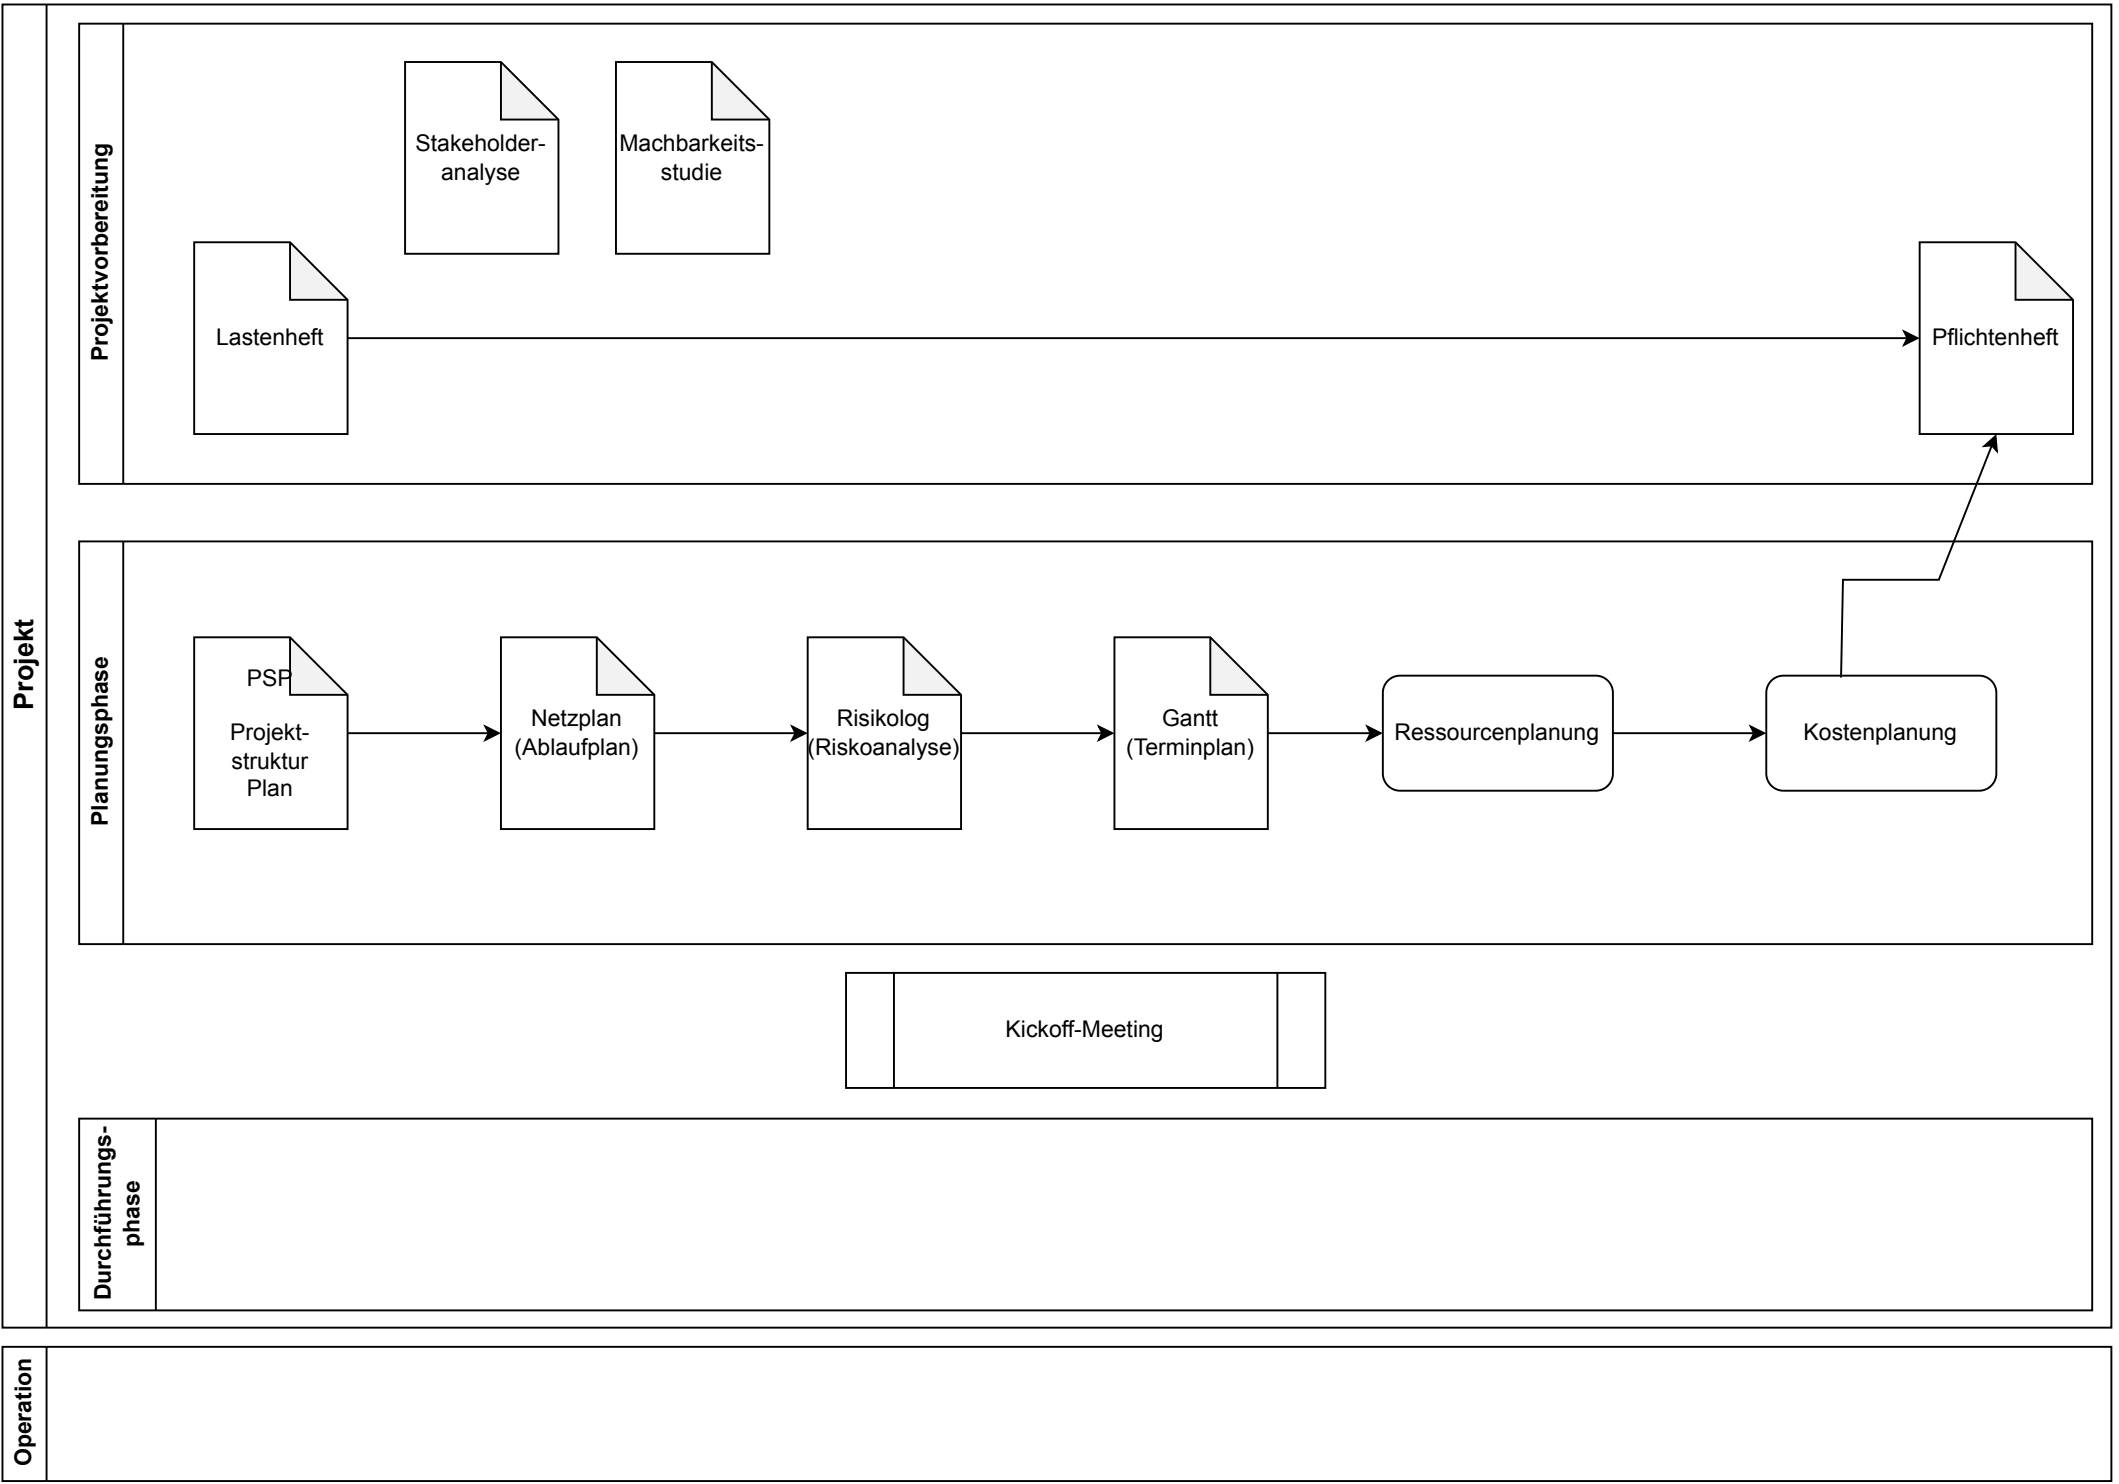 Projekt
Projektvorbereitung
Stakeholder-
analyse
Machbarkeits-
studie
Lastenheft
Pflichtenheft
Planungsphase
PSP
Projekt-
struktur
Plan
Netzplan
(Ablaufplan)
Risikolog
(Riskoanalyse)
Gantt
(Terminplan)
Ressourcenplanung
Kostenplanung
Kickoff-Meeting
Durchführungs-
phase
Operation